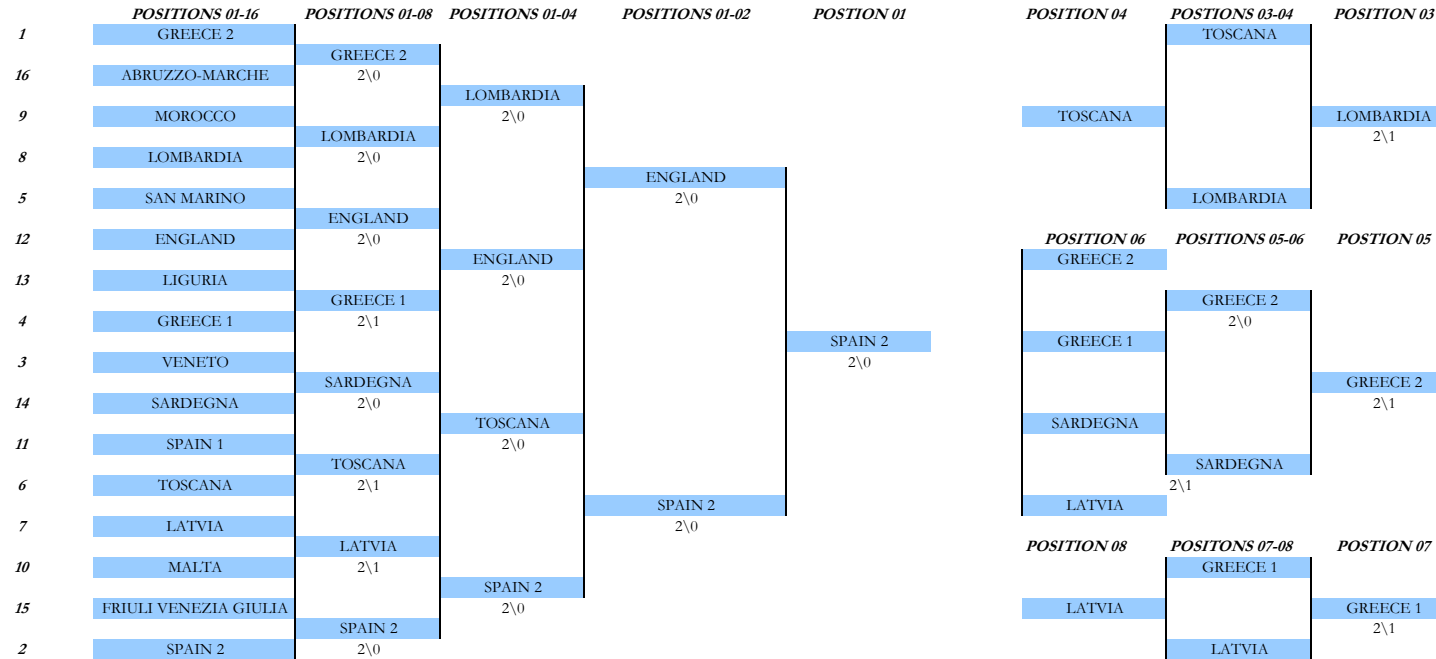 POSITIONS 01-16 POSITIONS 01-08 POSITIONS 01-04 POSITIONS 01-02 POSTION 01 POSITION 04 POSTIONS 03-04 POSITION 03
1 GREECE 2 TOSCANA
GREECE 2
16 ABRUZZO-MARCHE 2\0
LOMBARDIA
9 MOROCCO 2\0 TOSCANA LOMBARDIA
LOMBARDIA 2\1
8 LOMBARDIA 2\0
ENGLAND
5 SAN MARINO 2\0 LOMBARDIA
ENGLAND
12 ENGLAND 2\0 POSITION 06 POSITIONS 05-06 POSTION 05
ENGLAND GREECE 2
13 LIGURIA 2\0
GREECE 1 GREECE 2
4 GREECE 1 2\1 2\0
SPAIN 2 GREECE 1
3 VENETO 2\0
SARDEGNA GREECE 2
14 SARDEGNA 2\0 2\1
TOSCANA SARDEGNA
11 SPAIN 1 2\0
TOSCANA SARDEGNA
6 TOSCANA 2\1 2\1
SPAIN 2 LATVIA
7 LATVIA 2\0
LATVIA POSITION 08 POSITONS 07-08 POSTION 07
10 MALTA 2\1 GREECE 1
SPAIN 2
15 FRIULI VENEZIA GIULIA 2\0 LATVIA GREECE 1
SPAIN 2 2\1
2 SPAIN 2 2\0 LATVIA